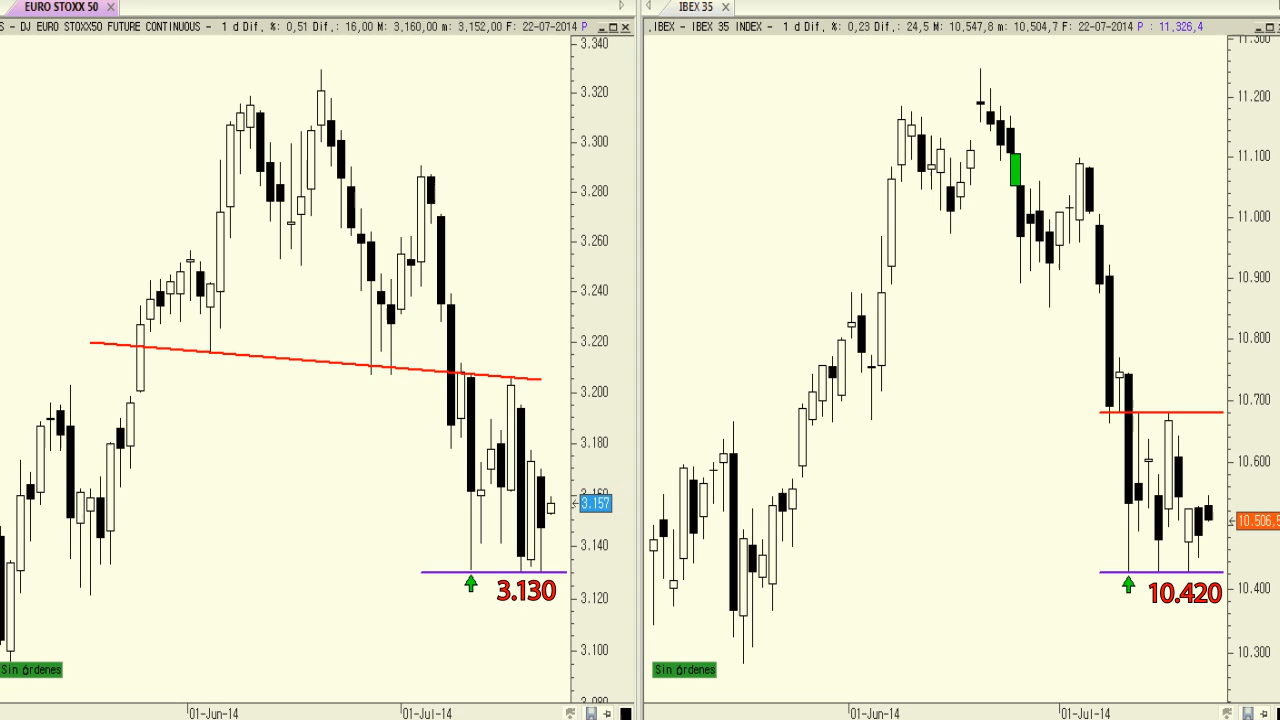 EURO STOXX 50
IBEX 35
S - DJ EURO STOXX50 FUTURE CONTINUOUS - 1 d Dif. %: 0,51 Dif.: 16,00 M: 3,160,00 m: 3,152,00 F: 22-07-2014 P
.IBEX - IBEX 35 INDEX - 1 d Dif. %: 0,23 Dif.: 24,5 M: 10,547,8 m: 10,504,7 F: 22-07-2014 P : 11,326,4
3.340
3.320
3.300
3.280
3.260
3.240
3.220
3.200
3.180
3.157
3.140
3.120
3.100
3.080
3.130
Sin órdenes
01-Jun-14
01-Jul-14
11.300
11.200
11.100
11.000
10.900
10.800
10.700
10.600
10.506,5
10.400
10.300
10.420
Sin órdenes
01-Jun-14
01-Jul-14